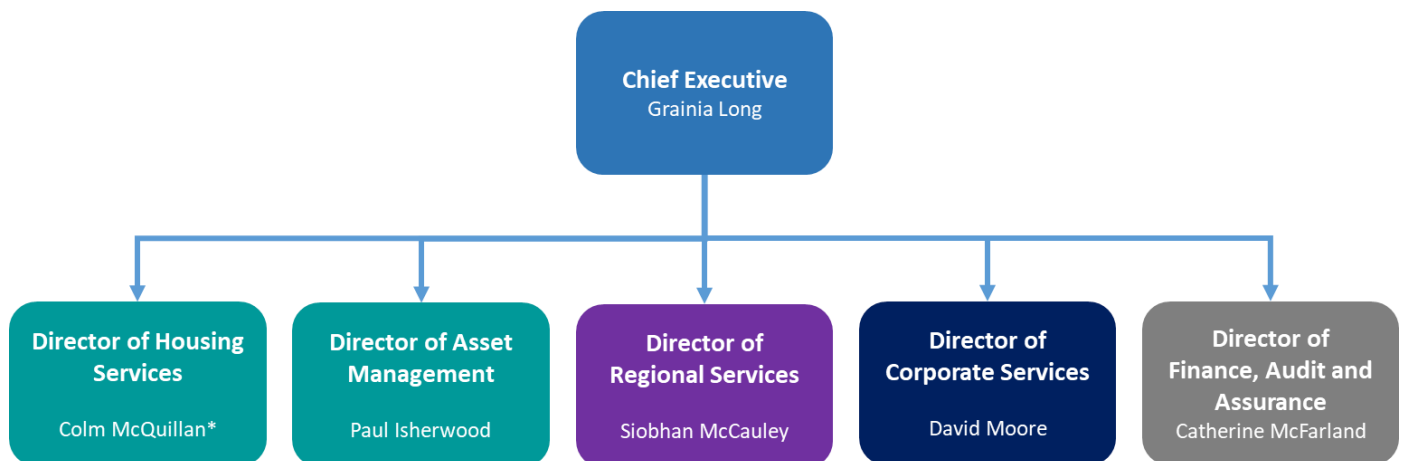 Chief Executive
Grainia Long
Director of Housing
Services
Colm McQuillan*
Director of Asset
Management
Paul Isherwood
Director of
Regional Services
Siobhan McCauley
Director of
Corporate Services
David Moore
Director of
Finance, Audit and
Assurance
Catherine McFarland